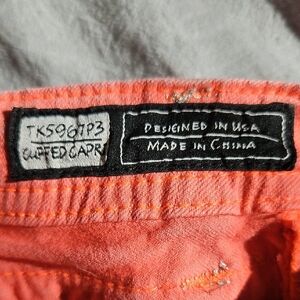 TK5967P3
CUFFED CAPRI
DESIGNED IN USA
MADE IN CHINA